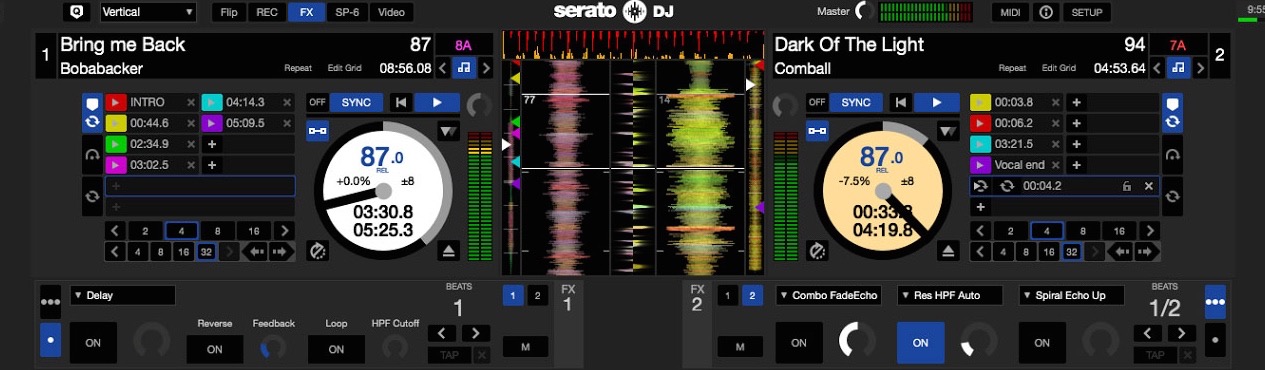 Vertical Flip REC FX SP-6 Video serato DJ Master MIDI SETUP 9:55
1 Bring me Back 87 8A
Bobabacker Repeat Edit Grid 08:56.08
Dark Of The Light 94 7A 2
Comball Repeat Edit Grid 04:53.64
INTRO 04:14.3
00:44.6 05:09.5
02:34.9
03:02.5
OFF SYNC
87.0
REL
+0.0% ±8
03:30.8
05:25.3
2 4 8 16
4 8 16 32
77 14
OFF SYNC
87.0
REL
-7.5% ±8
00:33.8
04:19.8
00:03.8
00:06.2
03:21.5
Vocal end
00:04.2
2 4 8 16
4 8 16 32
Delay BEATS
1
ON Reverse Feedback Loop HPF Cutoff
ON ON
TAP
1 2 FX
1
M
FX 1 2
2
M
Combo FadeEcho Res HPF Auto Spiral Echo Up BEATS
1/2
ON ON ON
TAP